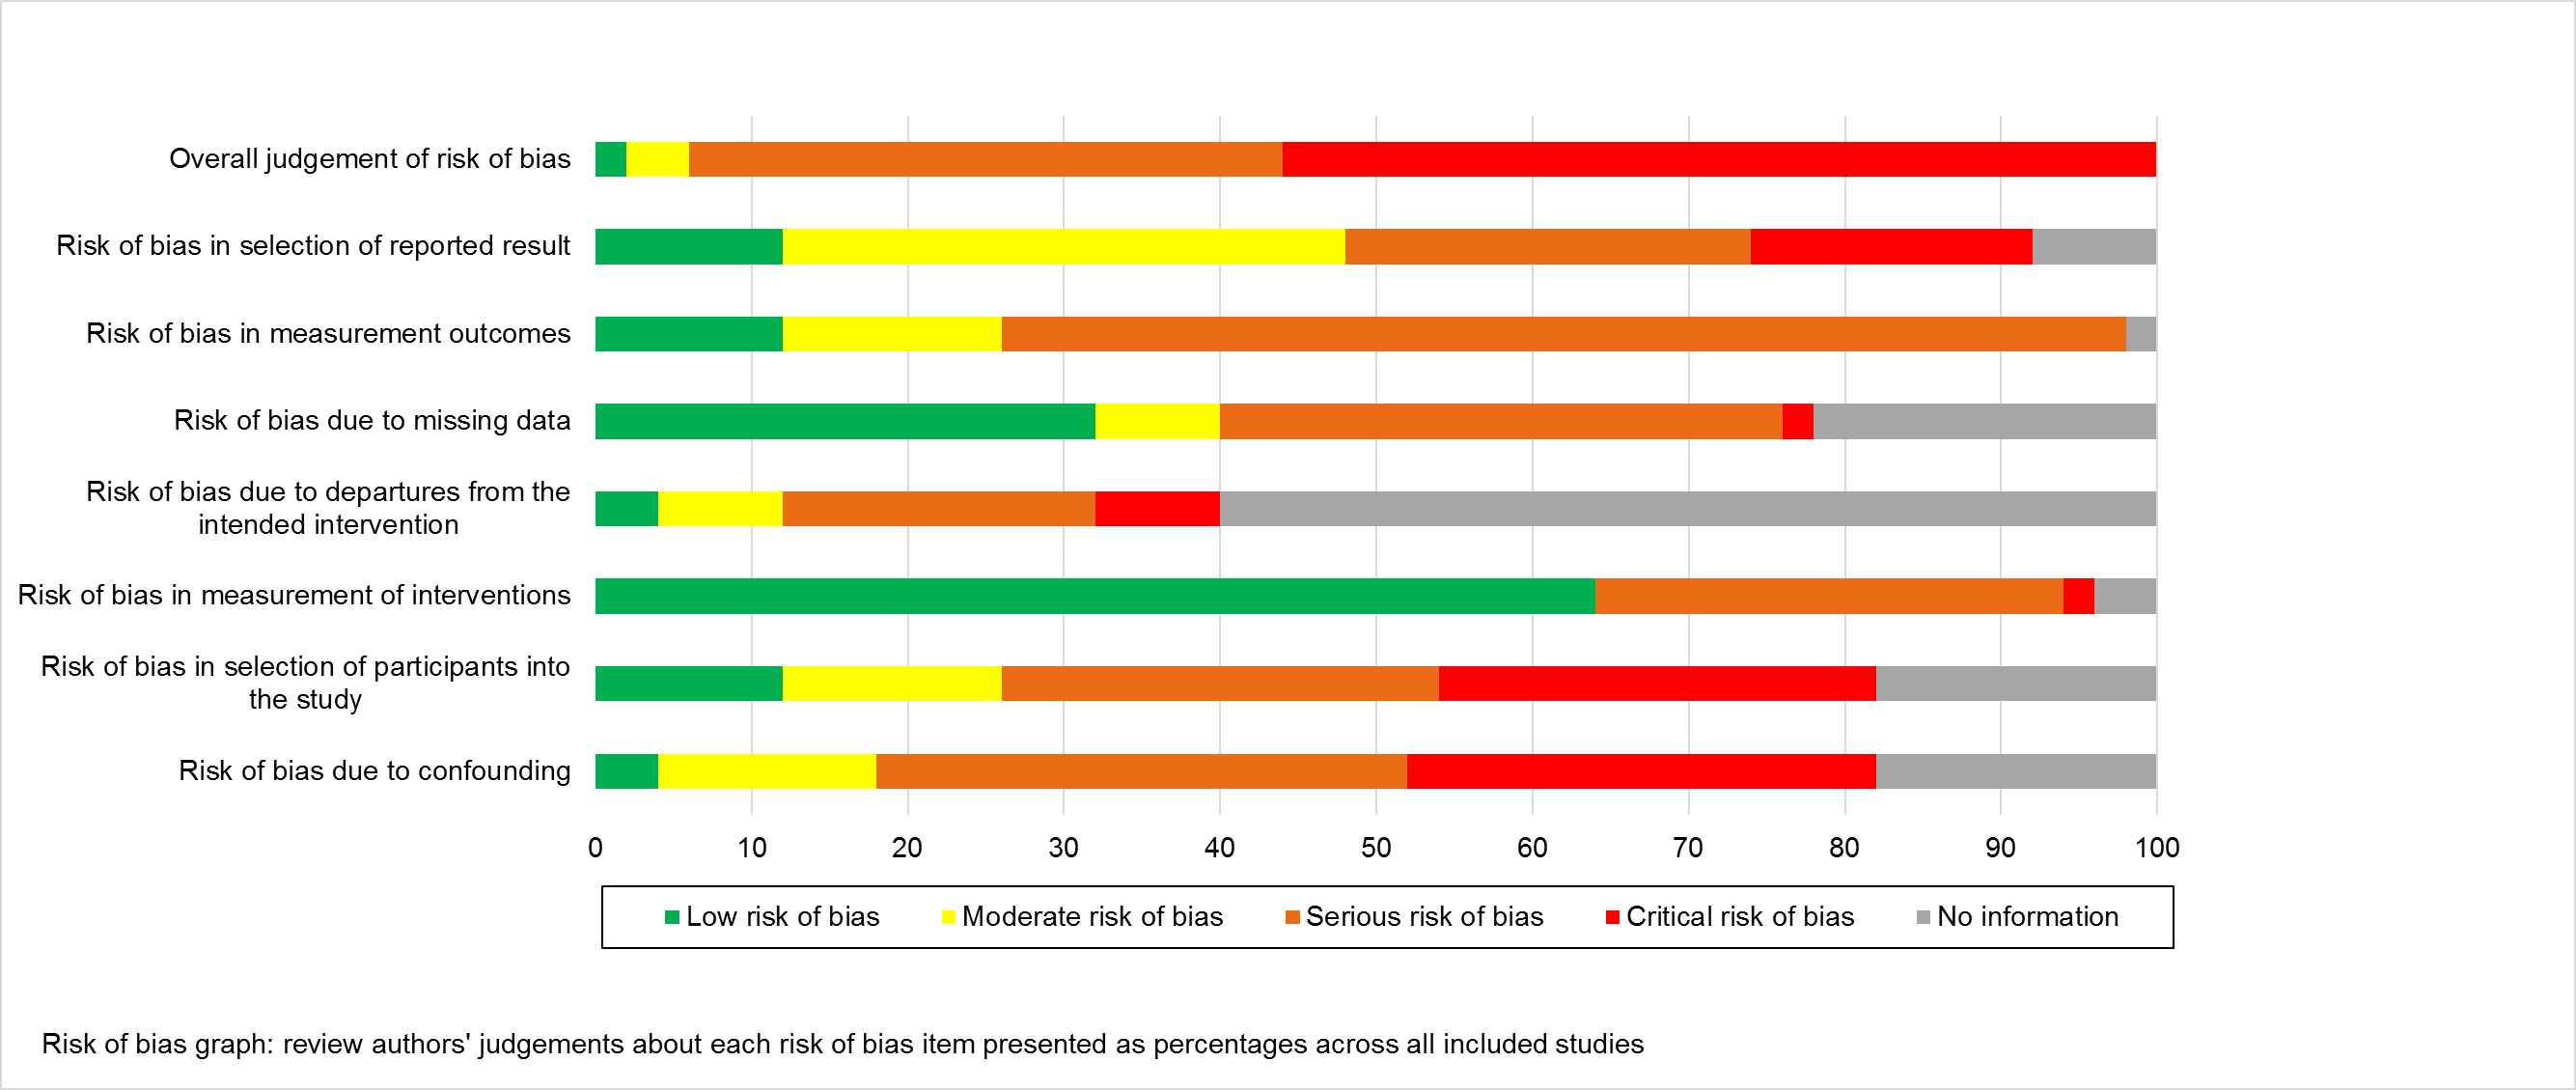 Overall judgement of risk of bias
Risk of bias in selection of reported result
Risk of bias in measurement outcomes
Risk of bias due to missing data
Risk of bias due to departures from the
intended intervention
Risk of bias in measurement of interventions
Risk of bias in selection of participants into
the study
Risk of bias due to confounding
0 10 20 30 40 50 60 70 80 90 100
Low risk of bias Moderate risk of bias Serious risk of bias Critical risk of bias No information
Risk of bias graph: review authors' judgements about each risk of bias item presented as percentages across all included studies